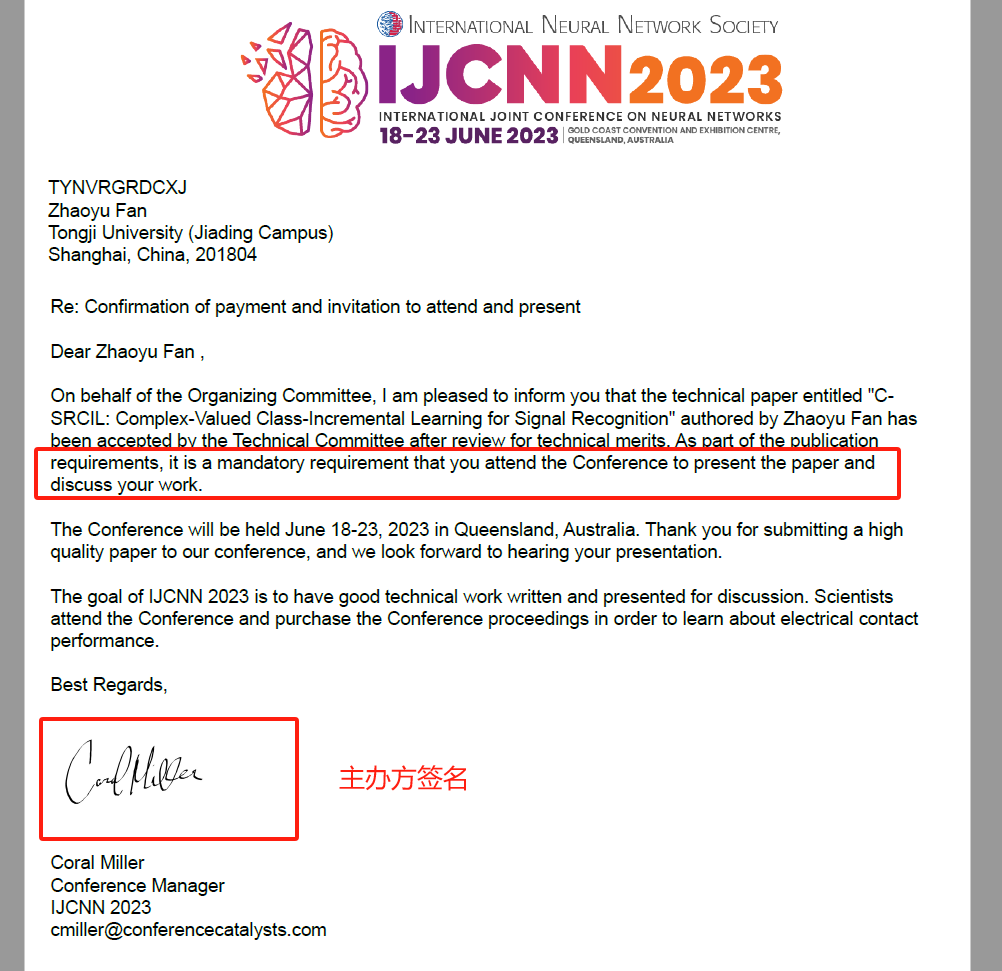 INTERNATIONAL NEURAL NETWORK SOCIETY
IJCNN 2023
INTERNATIONAL JOINT CONFERENCE ON NEURAL NETWORKS
18-23 JUNE 2023 GOLD COAST CONVENTION AND EXHIBITION CENTRE,
QUEENSLAND, AUSTRALIA
TYNVRGRDCXJ
Zhaoyu Fan
Tongji University (Jiading Campus)
Shanghai, China, 201804
Re: Confirmation of payment and invitation to attend and present
Dear Zhaoyu Fan ,
On behalf of the Organizing Committee, I am pleased to inform you that the technical paper entitled "C-
SRCIL: Complex-Valued Class-Incremental Learning for Signal Recognition" authored by Zhaoyu Fan has
been accepted by the Technical Committee after review for technical merits. As part of the publication
requirements, it is a mandatory requirement that you attend the Conference to present the paper and
discuss your work.
The Conference will be held June 18-23, 2023 in Queensland, Australia. Thank you for submitting a high
quality paper to our conference, and we look forward to hearing your presentation.
The goal of IJCNN 2023 is to have good technical work written and presented for discussion. Scientists
attend the Conference and purchase the Conference proceedings in order to learn about electrical contact
performance.
Best Regards,
Coral Miller
主办方签名
Coral Miller
Conference Manager
IJCNN 2023
cmiller@conferencecatalysts.com